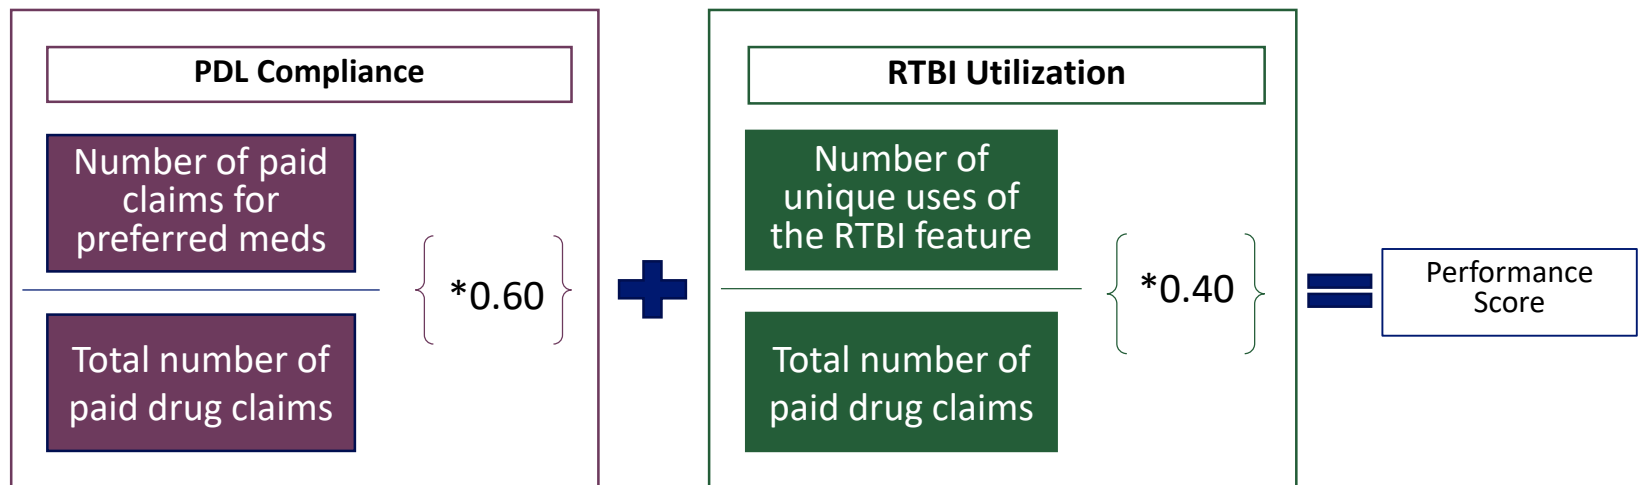 PDL Compliance
Number of paid
claims for
preferred meds
Total number of
paid drug claims
{ *0.60 }
+
RTBI Utilization
Number of
unique uses of
the RTBI feature
Total number of
paid drug claims
{ *0.40 }
=
Performance
Score